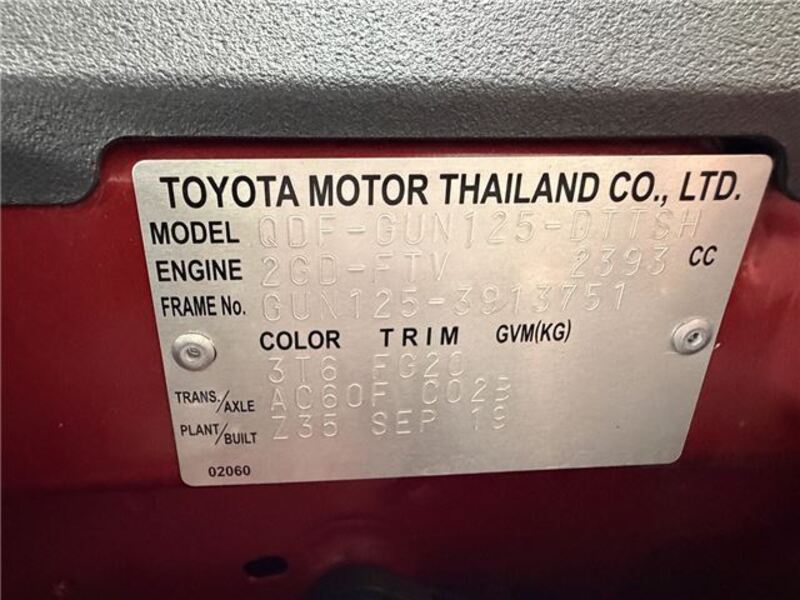 TOYOTA MOTOR THAILAND CO., LTD.
MODEL QDF-GUN125-DTTSH
ENGINE 2GD-FTV 2393 CC
FRAME No. GUN125-3913751
COLOR TRIM GVM(KG)
3T6 FG20
TRANS./AXLE AC60F C02B
PLANT/BUILT Z35 SEP 19
02060